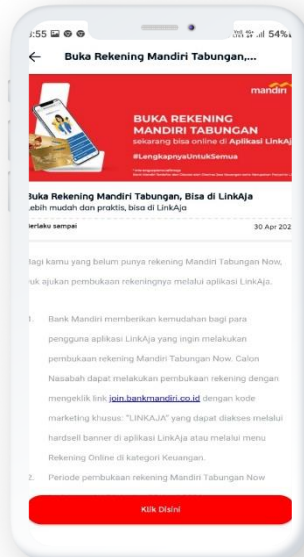 :55
54%
Buka Rekening Mandiri Tabungan,...
mandiri
BUKA REKENING
MANDIRI TABUNGAN
sekarang bisa online di Aplikasi LinkAj
#LengkapnyaUntukSemua
Buka Rekening Mandiri Tabungan, Bisa di LinkAja
Lebih mudah dan praktis, bisa di LinkAja
Berlaku sampai
30 Apr 202
Bagi kamu yang belum punya rekening Mandiri Tabungan Now,
uk ajukan pembukaan rekeningnya melalui aplikasi LinkAja.
1. Bank Mandiri memberikan kemudahan bagi para
pengguna aplikasi LinkAja yang ingin melakukan
pembukaan rekening Mandiri Tabungan Now. Calon
Nasabah dapat melakukan pembukaan rekening dengan
mengeklik link join.bankmandiri.co.id dengan kode
marketing khusus: "LINKAJA" yang dapat diakses melalui
hardsell banner di aplikasi LinkAja atau melalui menu
Rekening Online di kategori Keuangan.
2. Periode pembukaan rekening Mandiri Tabungan Now
Klik Disini